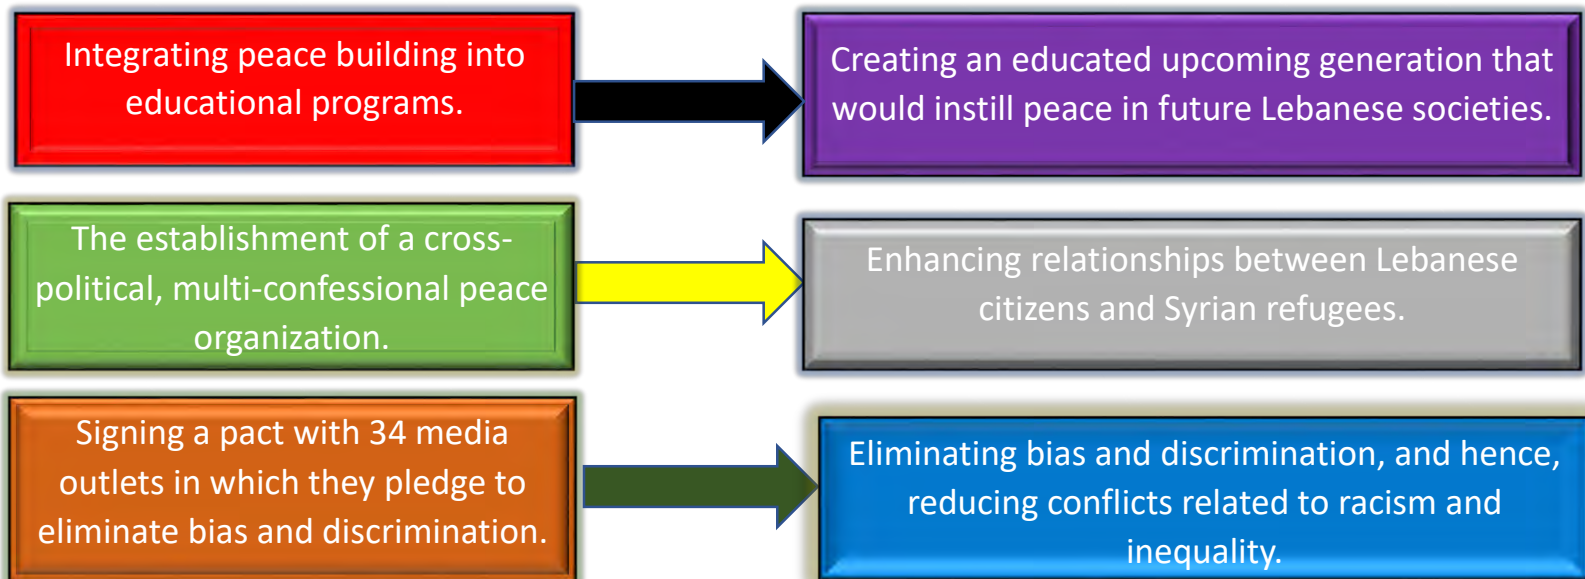 Integrating peace building into
educational programs.
Creating an educated upcoming generation that
would instill peace in future Lebanese societies.
The establishment of a cross-
political, multi-confessional peace
organization.
Enhancing relationships between Lebanese
citizens and Syrian refugees.
Signing a pact with 34 media
outlets in which they pledge to
eliminate bias and discrimination.
Eliminating bias and discrimination, and hence,
reducing conflicts related to racism and
inequality.